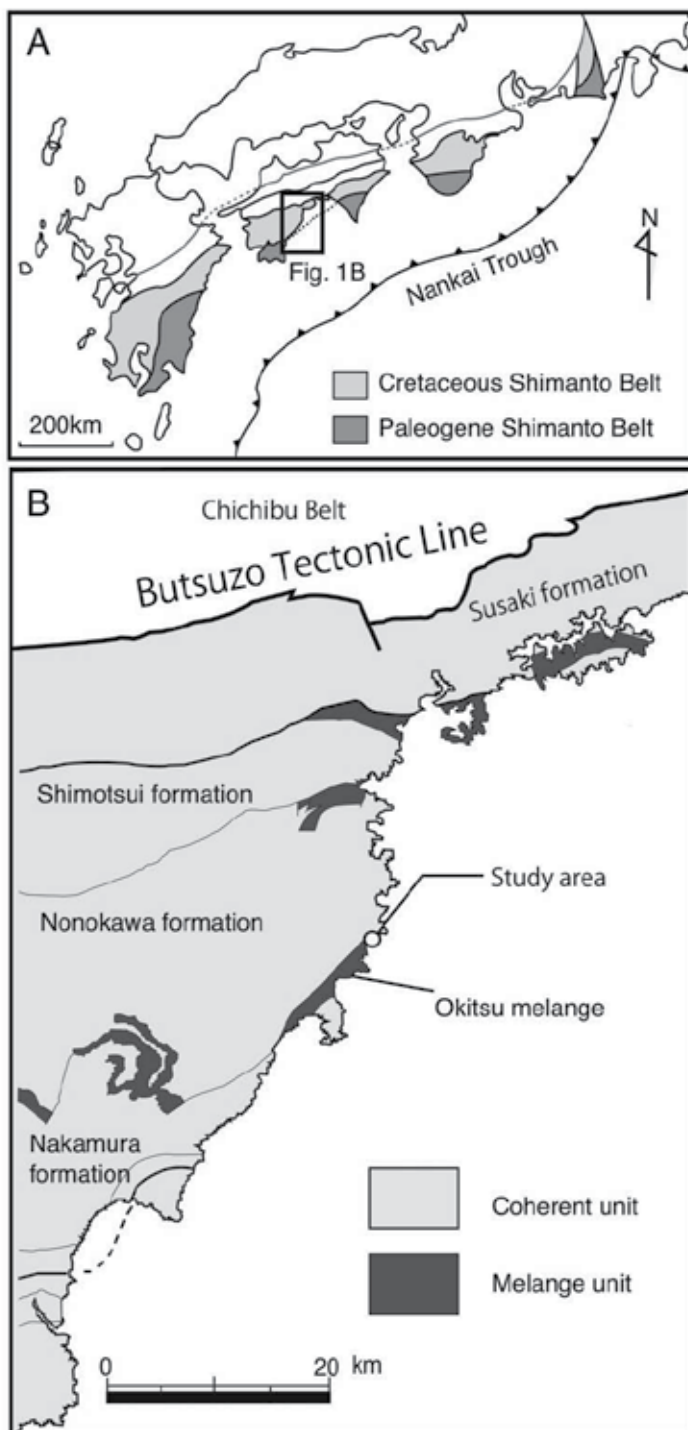 A
N
Fig. 1B
Nankai Trough
Cretaceous Shimanto Belt
200km
Paleogene Shimanto Belt
B
Chichibu Belt
Butsuzo Tectonic Line
Susaki formation
Shimotsui formation
Study area
Nonokawa formation
Okitsu melange
Nakamura
formation
Coherent unit
Melange unit
0 20 km